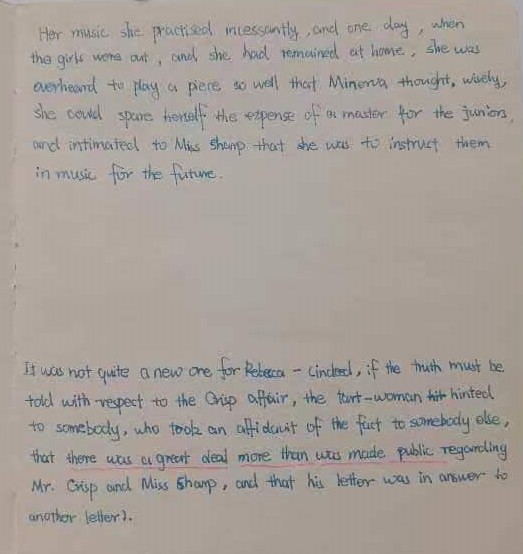 Her music she practised incessantly, and one day, when
the girls were out, and she had remained at home, she was
overheard to play a piece so well that Minerva thought, wisely,
she could spare herself the expense of a master for the juniors,
and intimated to Miss Sharp that she was to instruct them
in music for the future.
It was not quite a new one for Rebecca - (indeed, if the truth must be
told with respect to the Crisp affair, the tart-woman hit hinted
to somebody, who took an affidavit of the fact to somebody else,
that there was a great deal more than was made public regarding
Mr. Crisp and Miss Sharp, and that his letter was in answer to
another letter).